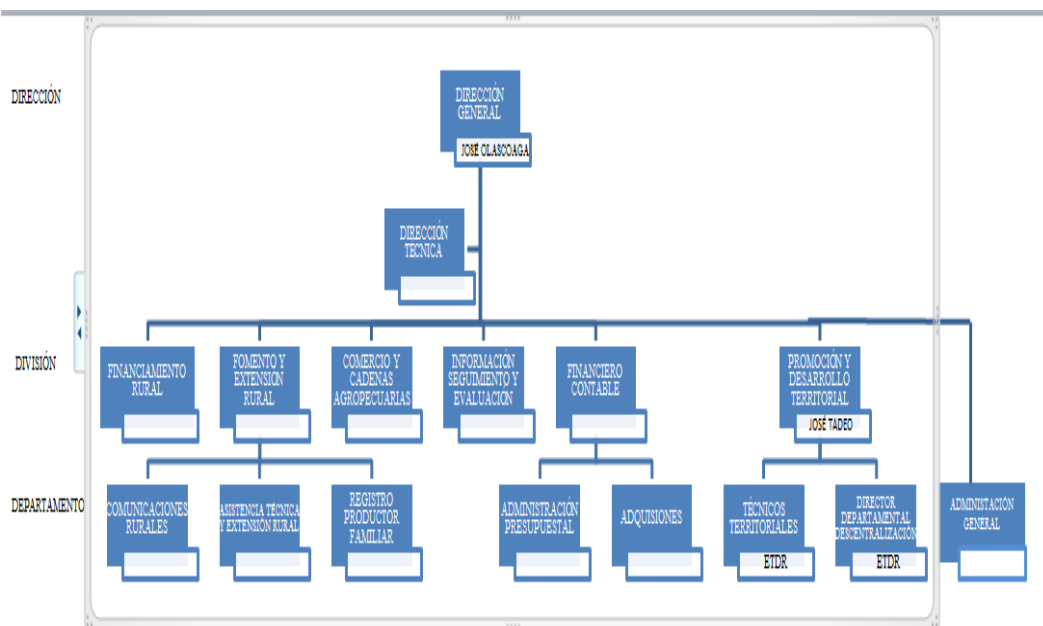 DIRECCIÓN
DIRECCIÓN
GENERAL
JOSÉ OLASCOAGA
DIRECCIÓN
TECNICA
DIVISIÓN
FINANCIAMIENTO
RURAL
FOMENTO Y
EXTENSION
RURAL
COMERCIO Y
CADENAS
AGROPECUARIAS
INFORMACIÓN
SEGUIMIENTO Y
EVALUACION
FINANCIERO
CONTABLE
PROMOCIÓN Y
DESARROLLO
TERRITORIAL
JOSÉ TADEO
DEPARTAMENTO
COMUNICACIONES
RURALES
ASISTENCIA TÉCNICA
Y EXTENSIÓN RURAL
REGISTRO
PRODUCTOR
FAMILIAR
ADMINISTRACIÓN
PRESUPUESTAL
ADQUISIONES
TÉCNICOS
TERRITORIALES
ETDR
DIRECTOR
DEPARTAMENTAL
DESCENTRALIZACIÓN
ETDR
ADMINISTACIÓN
GENERAL